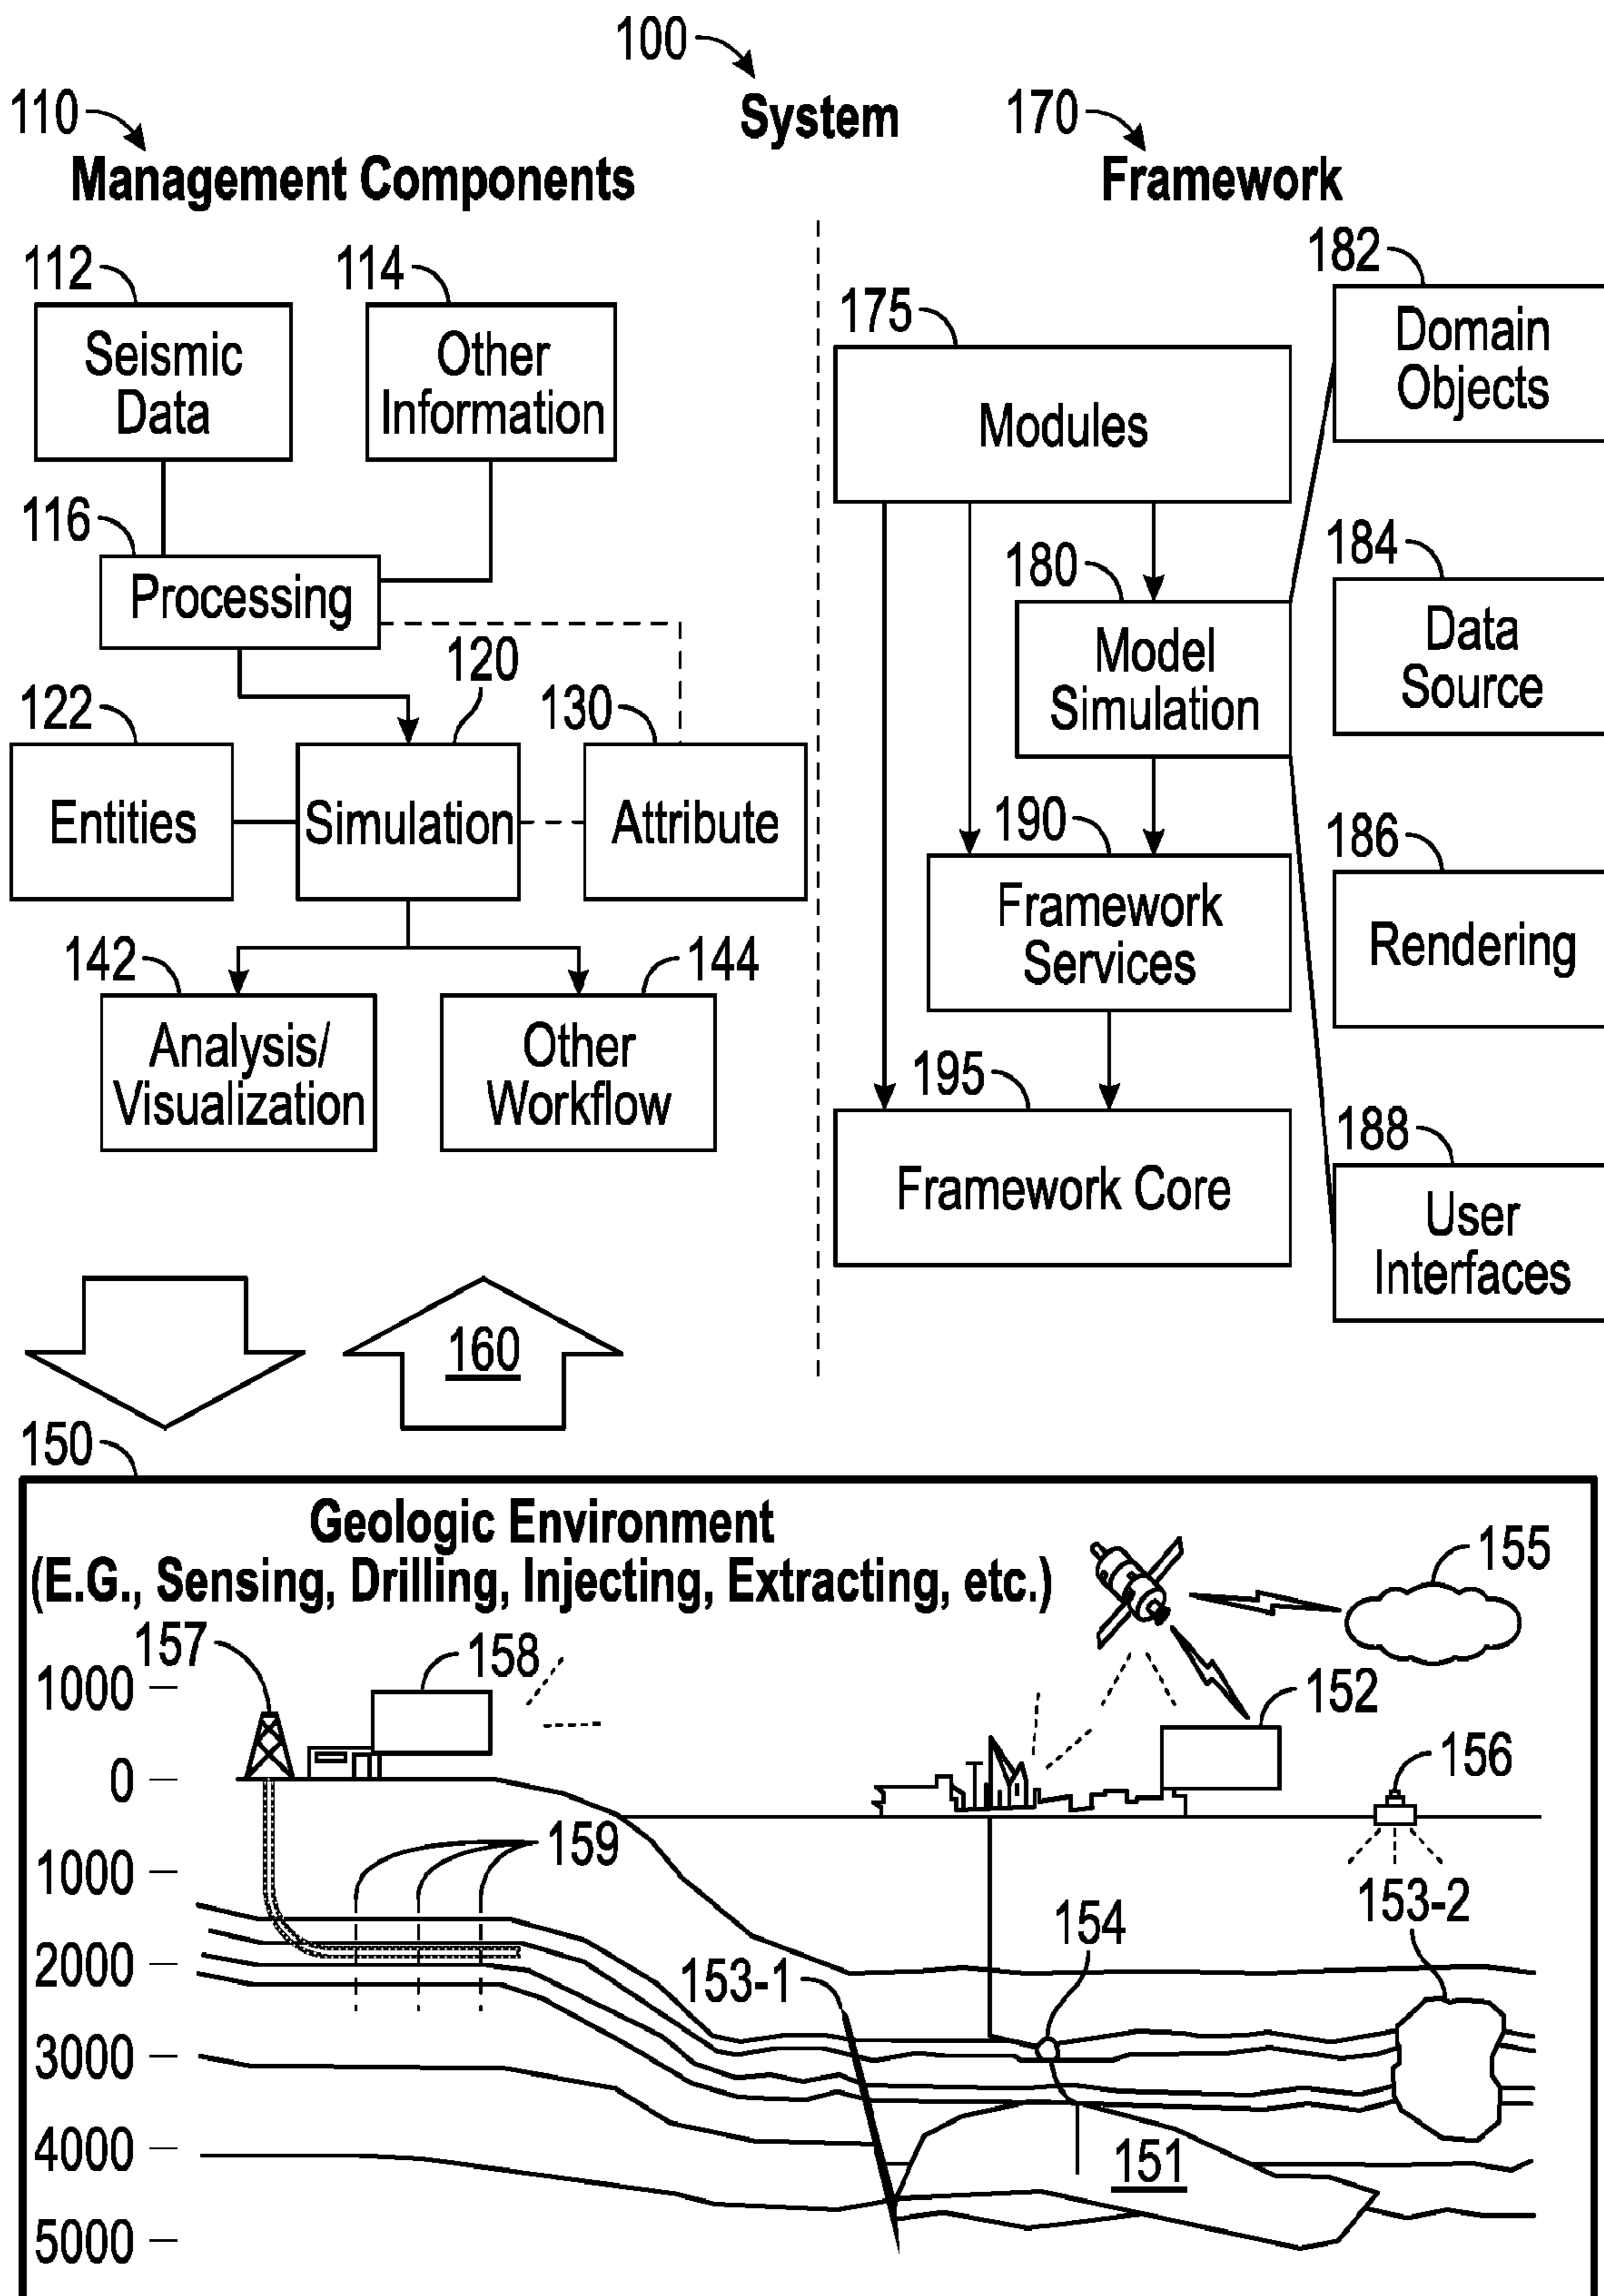 100
System
110
Management Components
170
Framework
112
Seismic
Data
114
Other
Information
116
Processing
120
122
Entities
Simulation
130
Attribute
142
Analysis/
Visualization
144
Other
Workflow
175
Modules
180
Model
Simulation
190
Framework
Services
195
Framework Core
182
Domain
Objects
184
Data
Source
186
Rendering
188
User
Interfaces
160
150
Geologic Environment
(E.G., Sensing, Drilling, Injecting, Extracting, etc.)
155
157
158
152
156
1000
0
1000
2000
3000
4000
5000
159
153-1
154
153-2
151